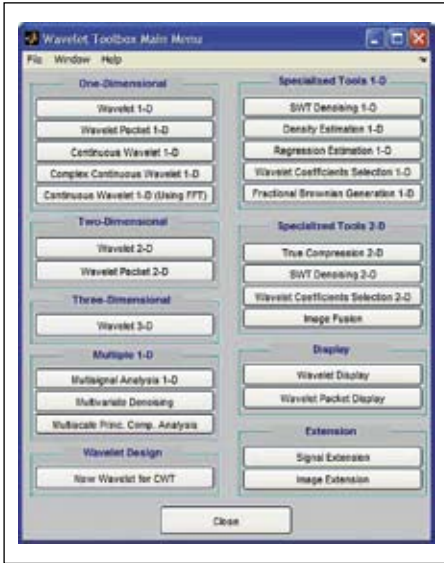 Wavelet Toolbox Main Menu
File Window Help
One-Dimensional
Wavelet 1-D
Wavelet Packet 1-D
Continuous Wavelet 1-D
Complex Continuous Wavelet 1-D
Continuous Wavelet 1-D (Using FFT)
Two-Dimensional
Wavelet 2-D
Wavelet Packet 2-D
Three-Dimensional
Wavelet 3-D
Multiple 1-D
Multisignal Analysis 1-D
Multivariate Denoising
Multiscale Princ. Comp. Analysis
Wavelet Design
New Wavelet for CWT
Specialized Tools 1-D
SWT Denoising 1-D
Density Estimation 1-D
Regression Estimation 1-D
Wavelet Coefficients Selection 1-D
Fractional Brownian Generation 1-D
Specialized Tools 2-D
True Compression 2-D
SWT Denoising 2-D
Wavelet Coefficients Selection 2-D
Image Fusion
Display
Wavelet Display
Wavelet Packet Display
Extension
Signal Extension
Image Extension
Close